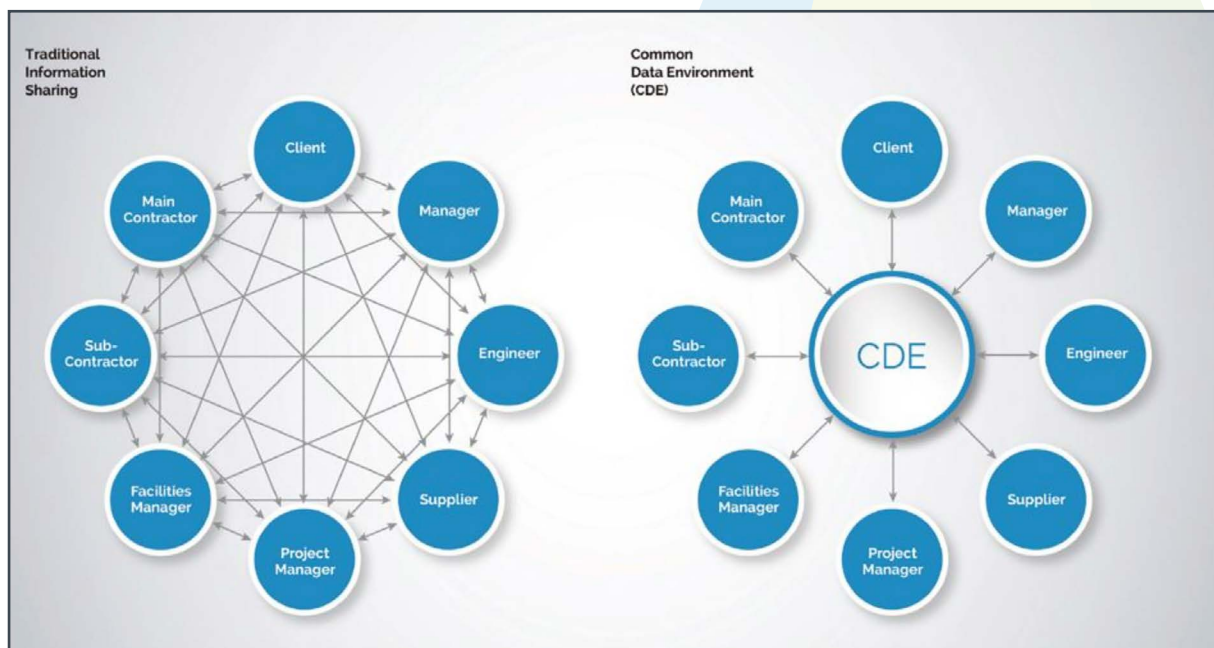 Traditional
Information
Sharing
Client
Manager
Engineer
Supplier
Project
Manager
Facilities
Manager
Sub-
Contractor
Main
Contractor
Common
Data Environment
(CDE)
Client
Manager
Engineer
Supplier
Project
Manager
Facilities
Manager
Sub-
Contractor
Main
Contractor
CDE